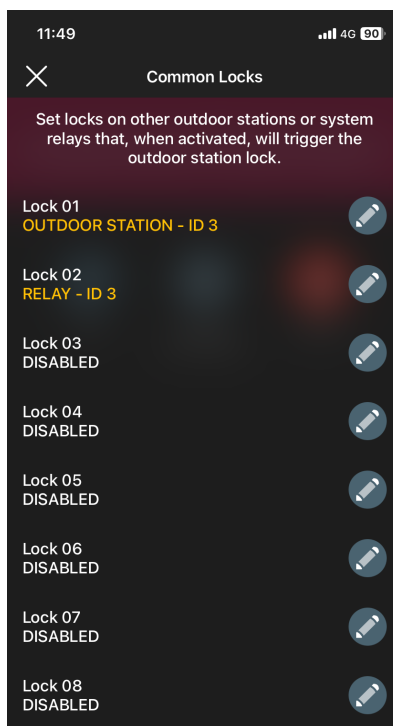 11:49
4G 90
Common Locks
Set locks on other outdoor stations or system
relays that, when activated, will trigger the
outdoor station lock.
Lock 01
OUTDOOR STATION - ID 3
Lock 02
RELAY - ID 3
Lock 03
DISABLED
Lock 04
DISABLED
Lock 05
DISABLED
Lock 06
DISABLED
Lock 07
DISABLED
Lock 08
DISABLED